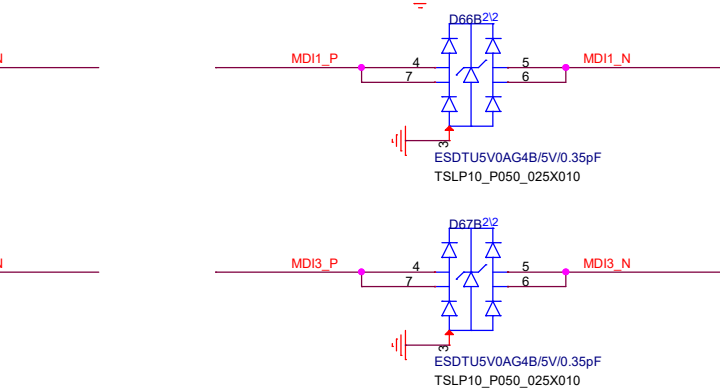 D66B 2\2
N MDI1_P 4 5 MDI1_N
7 6
3
ESDTU5V0AG4B/5V/0.35pF
TSLP10_P050_025X010
D67B 2\2
N MDI3_P 4 5 MDI3_N
7 6
3
ESDTU5V0AG4B/5V/0.35pF
TSLP10_P050_025X010